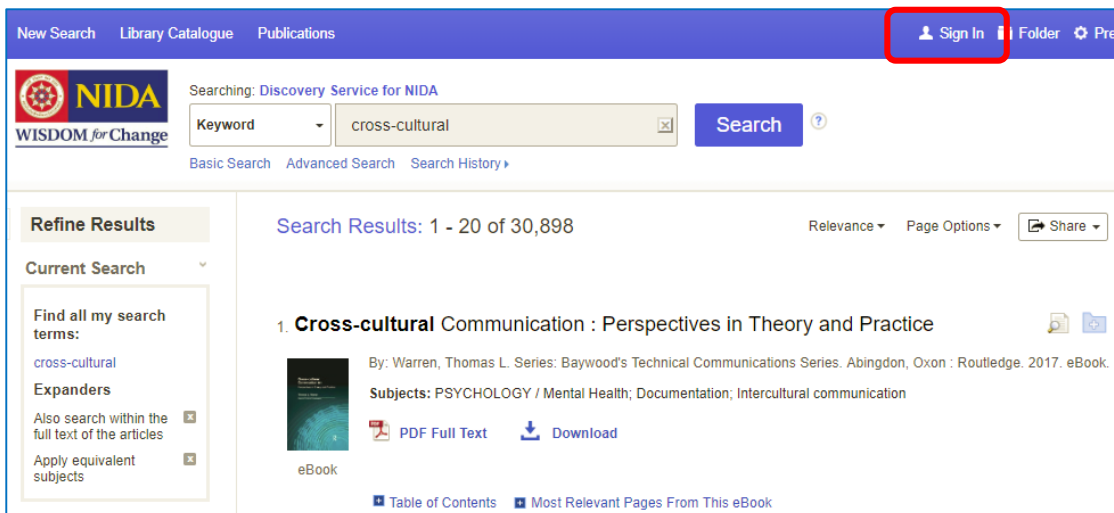 New Search Library Catalogue Publications Sign In Folder Pre
NIDA
WISDOM for Change
Searching: Discovery Service for NIDA
Keyword cross-cultural Search ?
Basic Search Advanced Search Search History
Refine Results
Current Search
Find all my search
terms:
cross-cultural
Expanders
Also search within the
full text of the articles
Apply equivalent
subjects
Search Results: 1 - 20 of 30,898
Relevance Page Options Share
1. Cross-cultural Communication : Perspectives in Theory and Practice
By: Warren, Thomas L. Series: Baywood's Technical Communications Series. Abingdon, Oxon : Routledge. 2017. eBook.
Subjects: PSYCHOLOGY / Mental Health; Documentation; Intercultural communication
PDF Full Text Download
eBook
Table of Contents Most Relevant Pages From This eBook